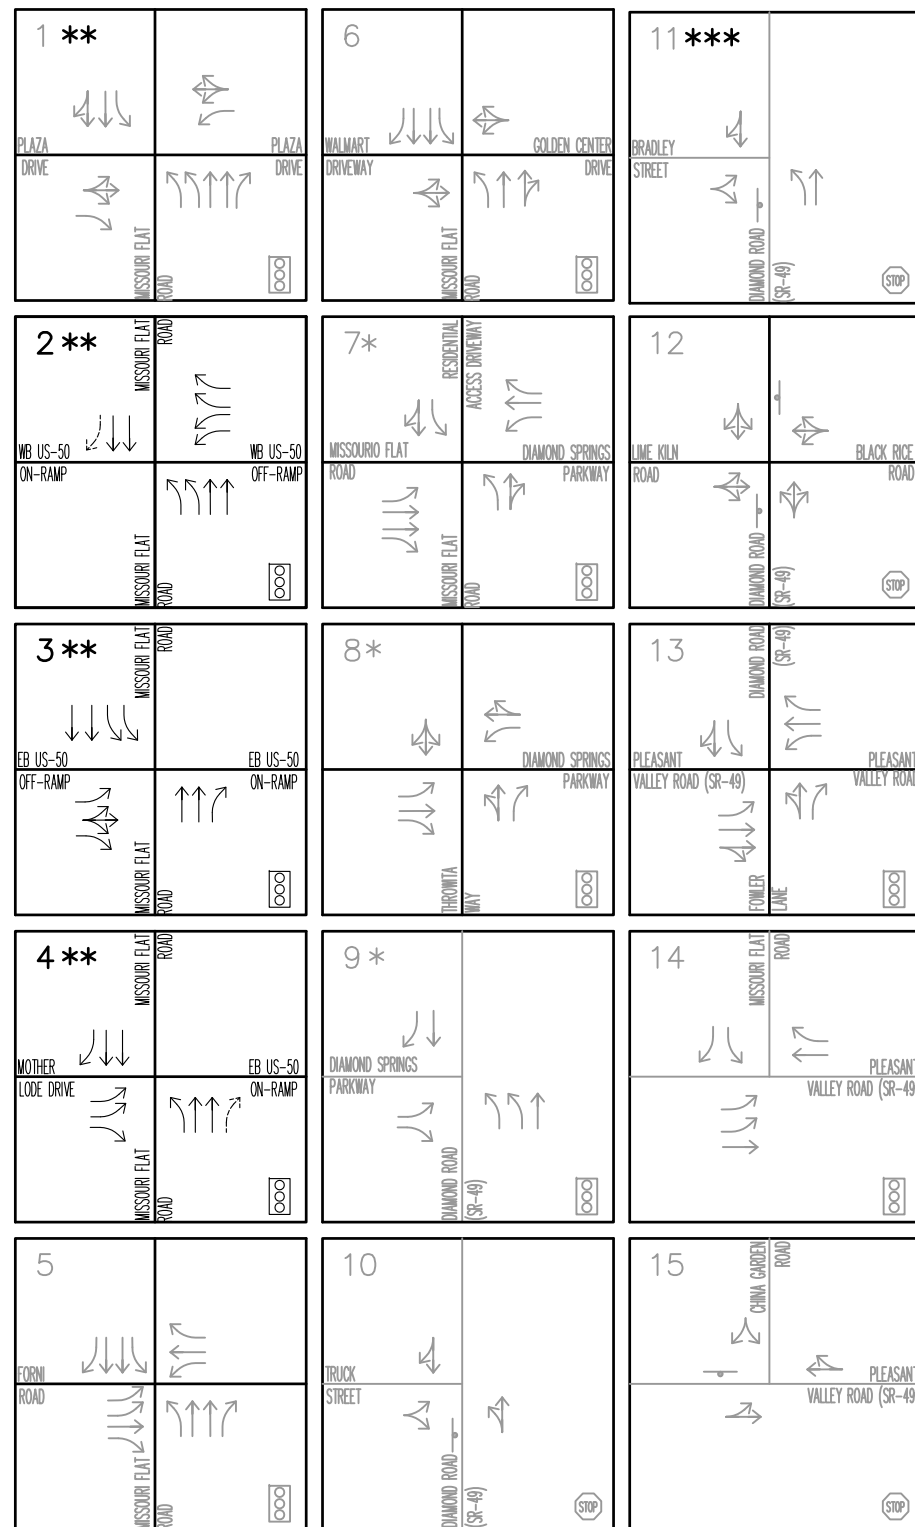 1 **
PLAZA
DRIVE
PLAZA
DRIVE
MISSOURI FLAT
ROAD
6
WALMART
DRIVEWAY
GOLDEN CENTER
DRIVE
MISSOURI FLAT
ROAD
11 ***
BRADLEY
STREET
DIAMOND ROAD
(SR-49)
STOP
2 **
MISSOURI FLAT
ROAD
WB US-50
ON-RAMP
WB US-50
OFF-RAMP
MISSOURI FLAT
ROAD
7*
RESIDENTIAL
ACCESS DRIVEWAY
MISSOURIO FLAT
ROAD
DIAMOND SPRINGS
PARKWAY
MISSOURI FLAT
ROAD
12
LIME KILN
ROAD
BLACK RICE
ROAD
DIAMOND ROAD
(SR-49)
STOP
3 **
MISSOURI FLAT
ROAD
EB US-50
OFF-RAMP
EB US-50
ON-RAMP
MISSOURI FLAT
ROAD
8*
DIAMOND SPRINGS
PARKWAY
THROWITA
WAY
13
DIAMOND ROAD
(SR-49)
PLEASANT
VALLEY ROAD (SR-49)
PLEASANT
VALLEY ROAD
FOWLER
LANE
4 **
MISSOURI FLAT
ROAD
MOTHER
LODE DRIVE
EB US-50
ON-RAMP
MISSOURI FLAT
ROAD
9*
DIAMOND SPRINGS
PARKWAY
DIAMOND ROAD
(SR-49)
14
MISSOURI FLAT
ROAD
PLEASANT
VALLEY ROAD (SR-49
5
FORNI
ROAD
MISSOURI FLAT
ROAD
10
TRUCK
STREET
DIAMOND ROAD
(SR-49)
STOP
15
CHINA GARDEN
ROAD
PLEASANT
VALLEY ROAD (SR-49
STOP